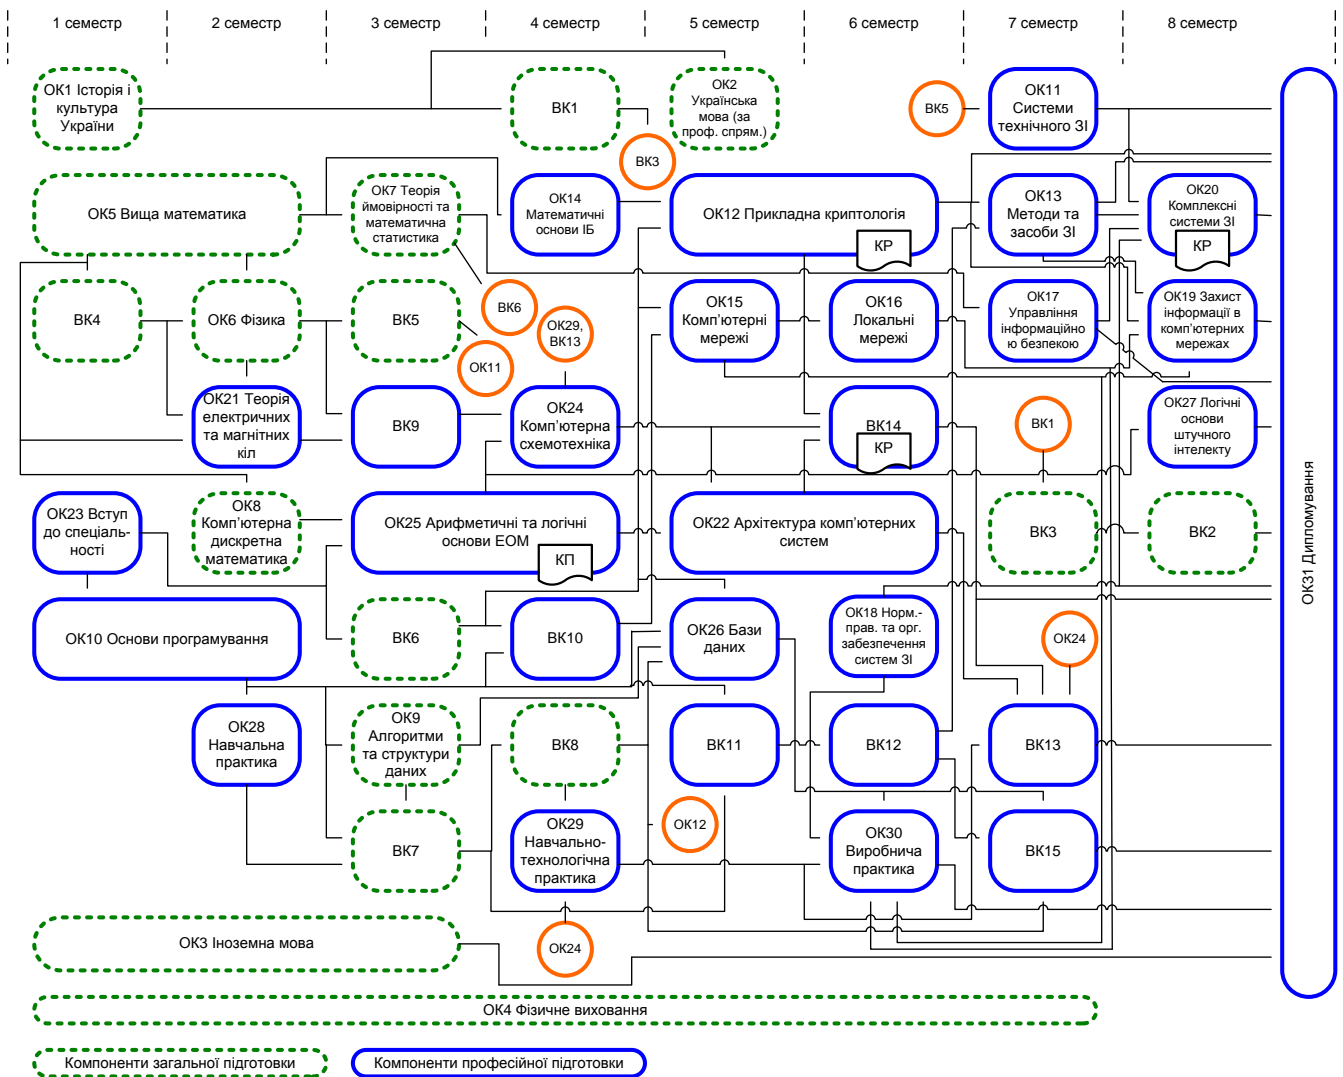 1 семестр
2 семестр
3 семестр
4 семестр
5 семестр
6 семестр
7 семестр
8 семестр
ОК1 Історія і
культура
України
ВК1
ОК2
Українська
мова (за
проф. спрям.)
ВК5
ОК11
Системи
технічного ЗІ
ВК3
ОК5 Вища математика
ОК7 Теорія
ймовірності та
математична
статистика
ОК14
Математичні
основи ІБ
ОК12 Прикладна криптологія
КР
ОК13
Методи та
засоби ЗІ
ОК20
Комплексні
системи ЗІ
КР
ВК4
ОК6 Фізика
ВК5
ВК6
ОК29,
ВК13
ОК11
ОК15
Комп'ютерні
мережі
ОК16
Локальні
мережі
ОК17
Управління
інформаційно
ю безпекою
ОК19 Захист
інформації в
комп'ютерних
мережах
ОК21 Теорія
електричних
та магнітних
кіл
ВК9
ОК24
Комп'ютерна
схемотехніка
ВК14
КР
ВК1
ОК27 Логічні
основи
штучного
інтелекту
ОК23 Вступ
до спеціаль-
ності
ОК8
Комп'ютерна
дискретна
математика
ОК25 Арифметичні та логічні
основи ЕОМ
КП
ОК22 Архітектура комп'ютерних
систем
ВК3
ВК2
ОК31 Дипломування
ОК10 Основи програмування
ВК6
ВК10
ОК26 Бази
даних
ОК18 Норм.-
прав. та орг.
забезпечення
систем ЗІ
ОК24
ОК28
Навчальна
практика
ОК9
Алгоритми
та структури
даних
ВК8
ВК11
ВК12
ВК13
ВК7
ОК29
Навчально-
технологічна
практика
ОК12
ОК30
Виробнича
практика
ВК15
ОК3 Іноземна мова
ОК24
ОК4 Фізичне виховання
Компоненти загальної підготовки
Компоненти професійної підготовки